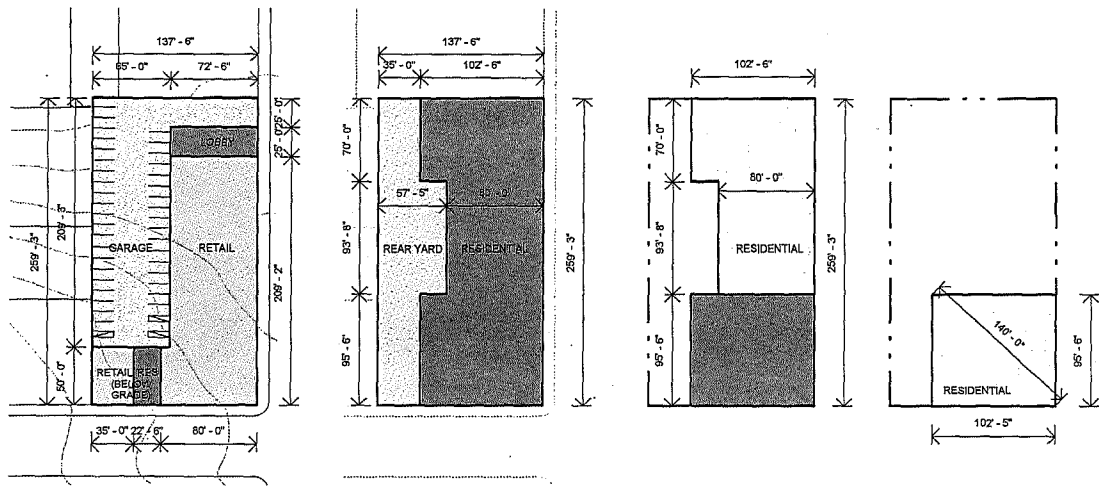 137' - 6"
65' - 0"
72' - 6"
25' - 0"
25' - 0"
LOBBY
259' - 3"
209' - 3"
GARAGE
RETAIL
209' - 2"
RETAIL
RES
(BELOW
GRADE)
50' - 0"
35' - 0"
22' - 6"
80' - 0"
137' - 6"
35' - 0"
102' - 6"
70' - 0"
57' - 5"
93' - 8"
REAR YARD
RESIDENTIAL
259' - 3"
95' - 6"
102' - 6"
70' - 0"
80' - 0"
93' - 8"
RESIDENTIAL
259' - 3"
95' - 6"
140' - 0"
RESIDENTIAL
95' - 6"
102' - 5"